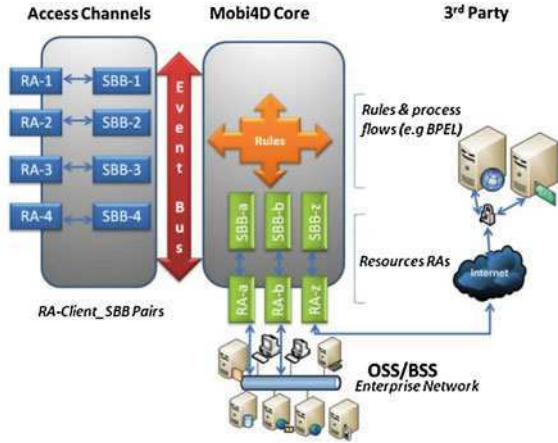 Access Channels
Mobi4D Core
3rd Party
RA-1
SBB-1
RA-2
SBB-2
RA-3
SBB-3
RA-4
SBB-4
Event Bus
Rules
SBB-a
SBB-b
SBB-z
RA-a
RA-b
RA-z
Rules & process
flows (e.g BPEL)
Resources RAs
Internet
RA-Client_SBB Pairs
OSS/BSS
Enterprise Network